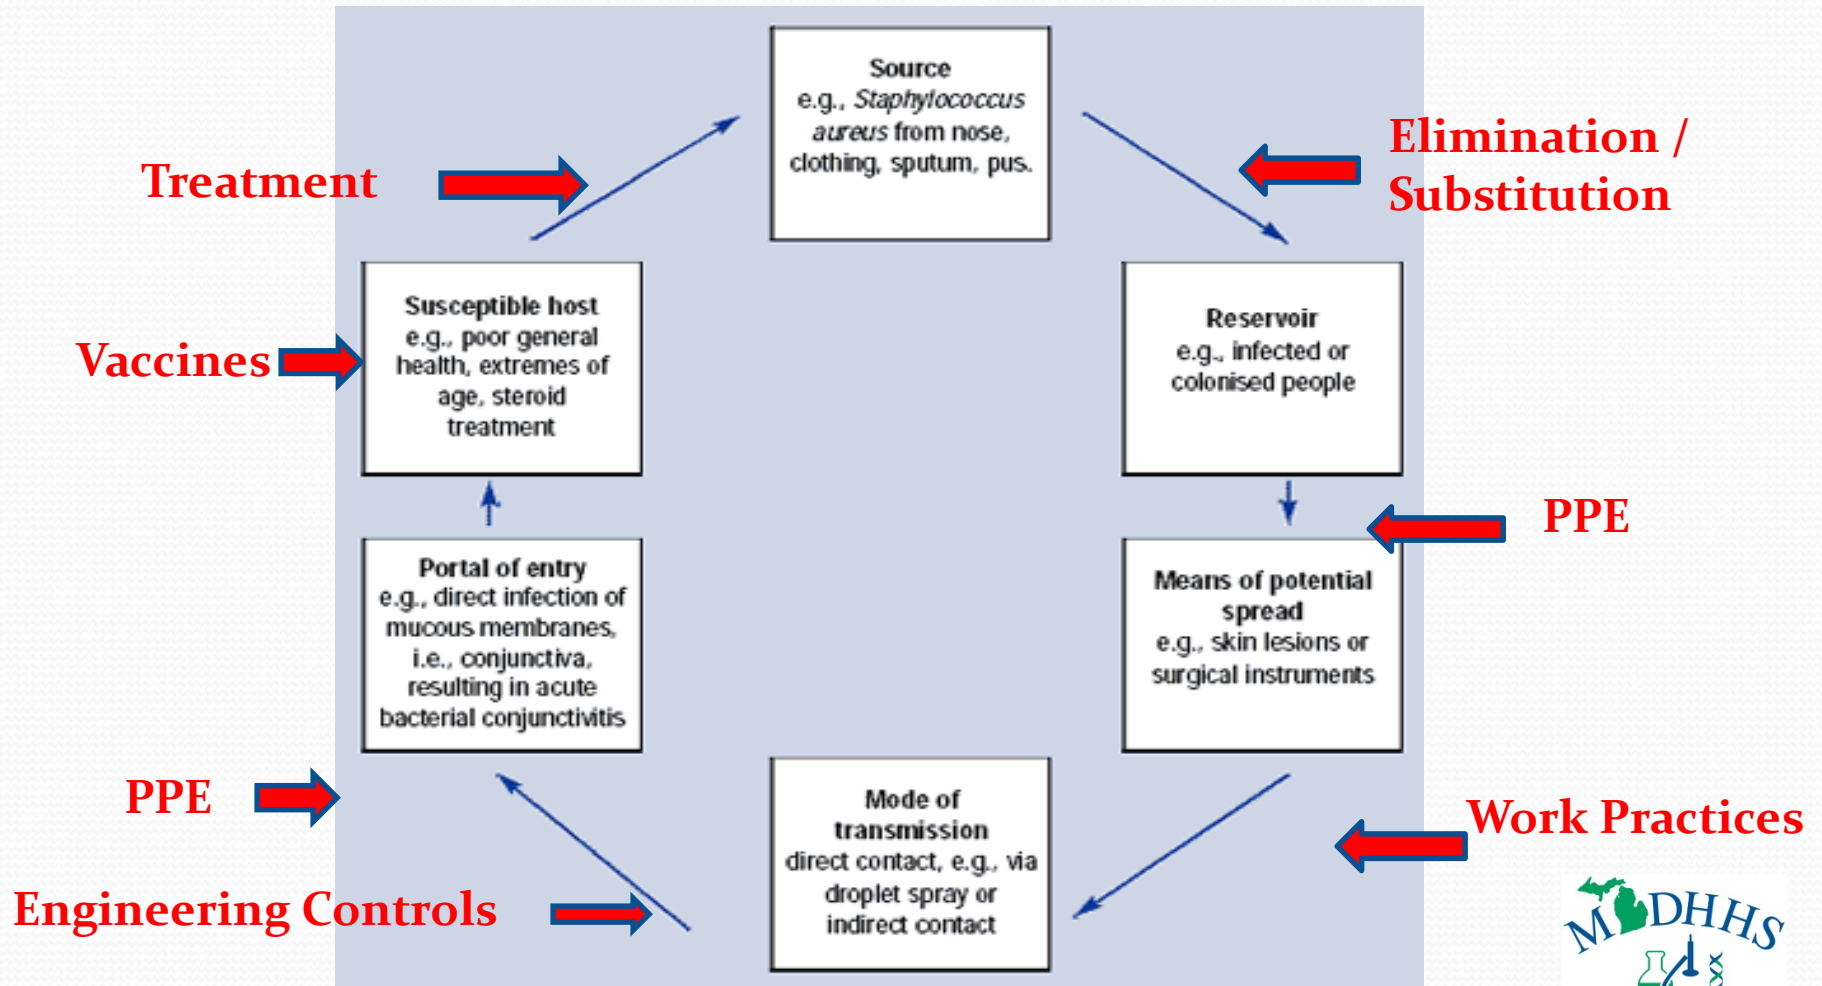 Source
e.g., Staphylococcus
aureus from nose,
clothing, sputum, pus.
Elimination /
Substitution
Treatment
Susceptible host
e.g., poor general
health, extremes of
age, steroid
treatment
Vaccines
Reservoir
e.g., infected or
colonised people
PPE
Portal of entry
e.g., direct infection of
mucous membranes,
i.e., conjunctiva,
resulting in acute
bacterial conjunctivitis
Means of potential
spread
e.g., skin lesions or
surgical instruments
PPE
Mode of
transmission
direct contact, e.g., via
droplet spray or
indirect contact
Work Practices
Engineering Controls
MDHHS